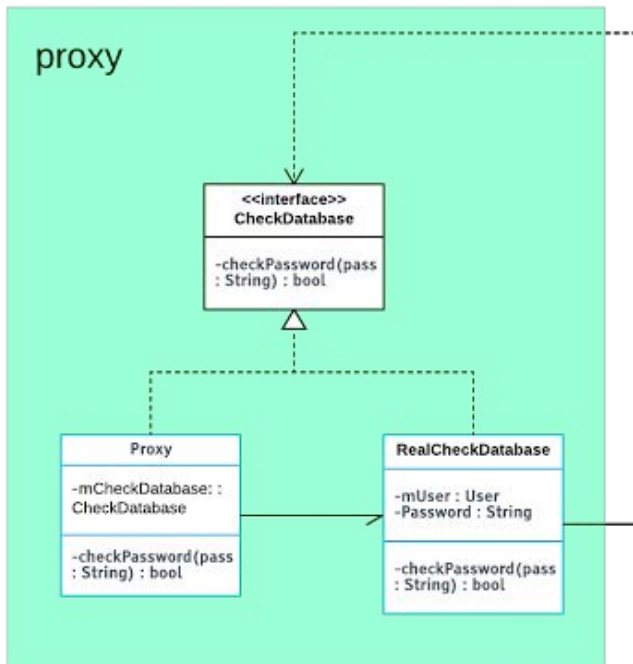 proxy
<<interface>>
CheckDatabase
-checkPassword(pass
: String) : bool
Proxy
-mCheckDatabase: :
CheckDatabase
-checkPassword(pass
: String) : bool
RealCheckDatabase
-mUser : User
-Password : String
-checkPassword(pass
: String) : bool